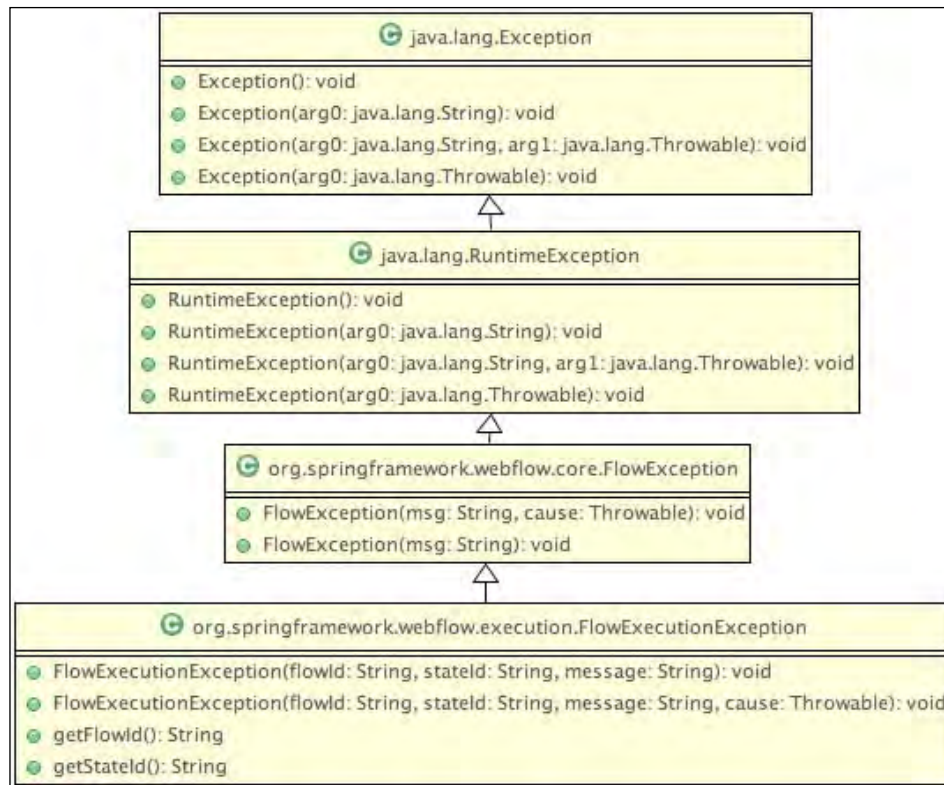 C java.lang.Exception
Exception(): void
Exception(arg0: java.lang.String): void
Exception(arg0: java.lang.String, arg1: java.lang.Throwable): void
Exception(arg0: java.lang.Throwable): void
C java.lang.RuntimeException
RuntimeException(): void
RuntimeException(arg0: java.lang.String): void
RuntimeException(arg0: java.lang.String, arg1: java.lang.Throwable): void
RuntimeException(arg0: java.lang.Throwable): void
C org.springframework.webflow.core.FlowException
FlowException(msg: String, cause: Throwable): void
FlowException(msg: String): void
C org.springframework.webflow.execution.FlowExecutionException
FlowExecutionException(flowId: String, stateId: String, message: String): void
FlowExecutionException(flowId: String, stateId: String, message: String, cause: Throwable): void
getFlowId(): String
getStateId(): String